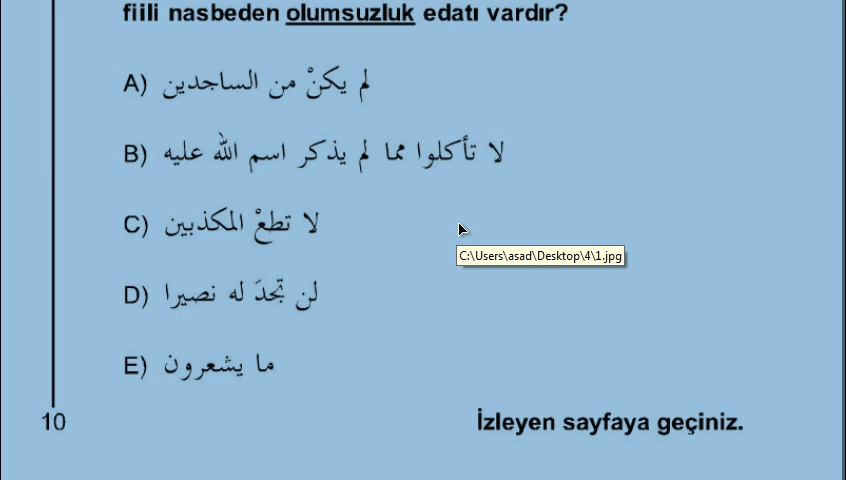 fiili nasbeden olumsuzluk edatı vardır?
A) لم يكنْ من الساجدين
B) لا تأكلوا مما لم يذكر اسم الله عليه
C) لا تطعْ المكذبين
C:\Users\asad\Desktop\4\1.jpg
D) لن تجدَ له نصيرا
E) ما يشعرون
10
İzleyen sayfaya geçiniz.